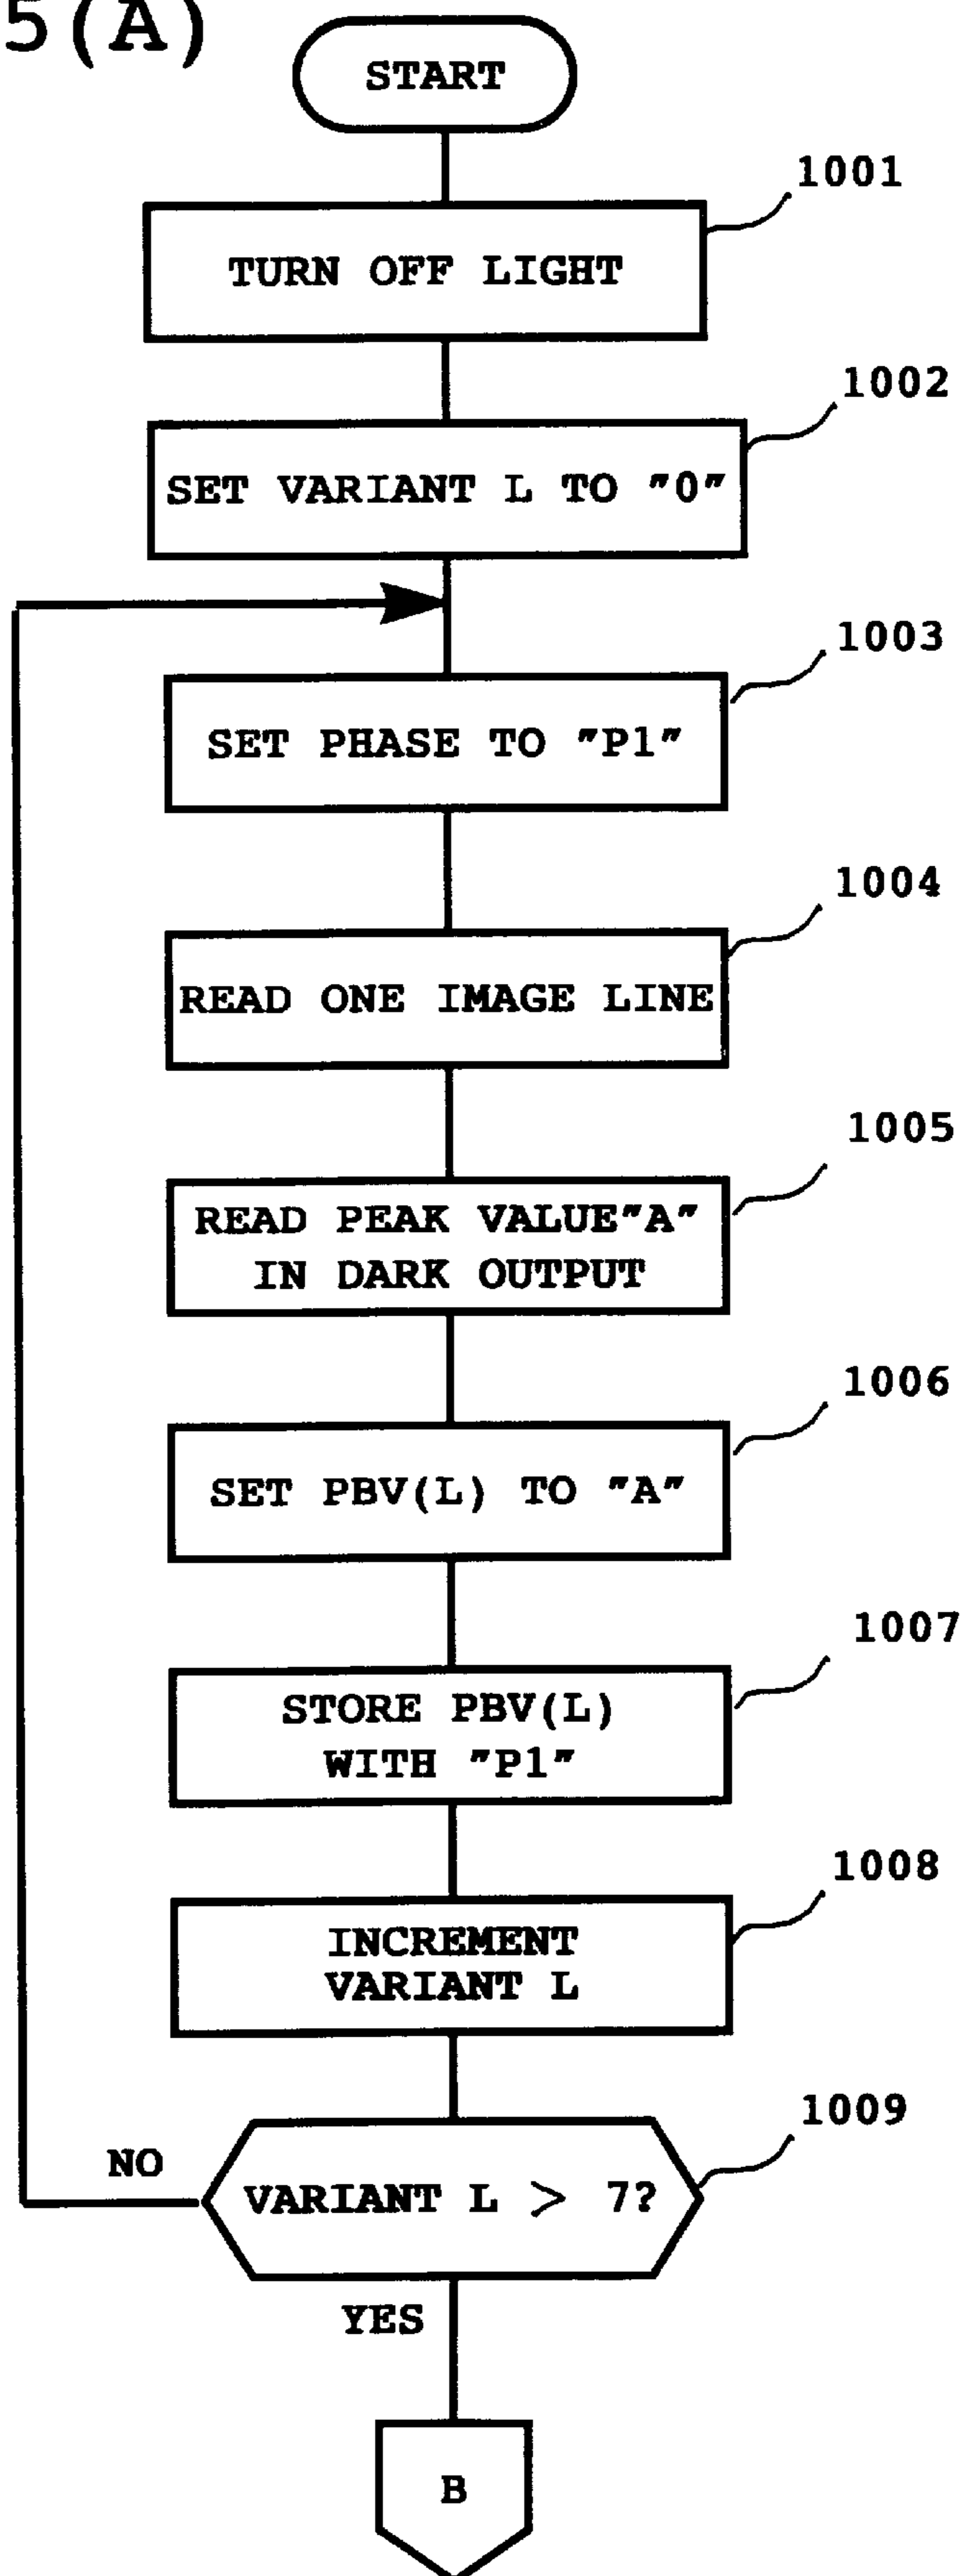 5(A)
START
1001
TURN OFF LIGHT
1002
SET VARIANT L TO "0"
1003
SET PHASE TO "P1"
1004
READ ONE IMAGE LINE
1005
READ PEAK VALUE"A"
IN DARK OUTPUT
1006
SET PBV(L) TO "A"
1007
STORE PBV(L)
WITH "P1"
1008
INCREMENT
VARIANT L
1009
NO
VARIANT L > 7?
YES
B